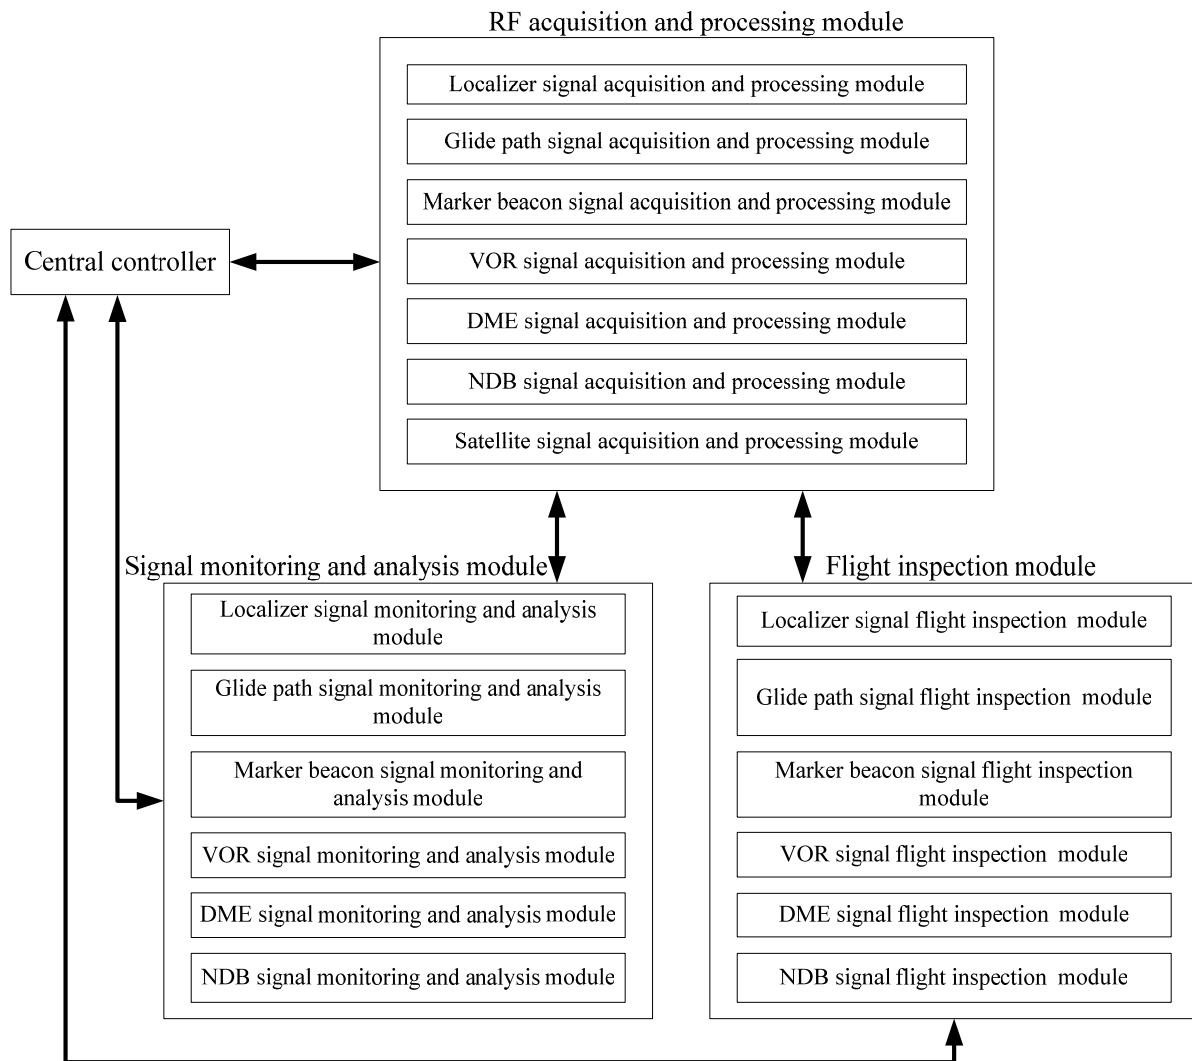 RF acquisition and processing module
Localizer signal acquisition and processing module
Glide path signal acquisition and processing module
Marker beacon signal acquisition and processing module
VOR signal acquisition and processing module
DME signal acquisition and processing module
NDB signal acquisition and processing module
Satellite signal acquisition and processing module
Central controller
Signal monitoring and analysis module
Localizer signal monitoring and analysis
module
Glide path signal monitoring and analysis
module
Marker beacon signal monitoring and
analysis module
VOR signal monitoring and analysis module
DME signal monitoring and analysis module
NDB signal monitoring and analysis module
Flight inspection module
Localizer signal flight inspection module
Glide path signal flight inspection module
Marker beacon signal flight inspection
module
VOR signal flight inspection module
DME signal flight inspection module
NDB signal flight inspection module